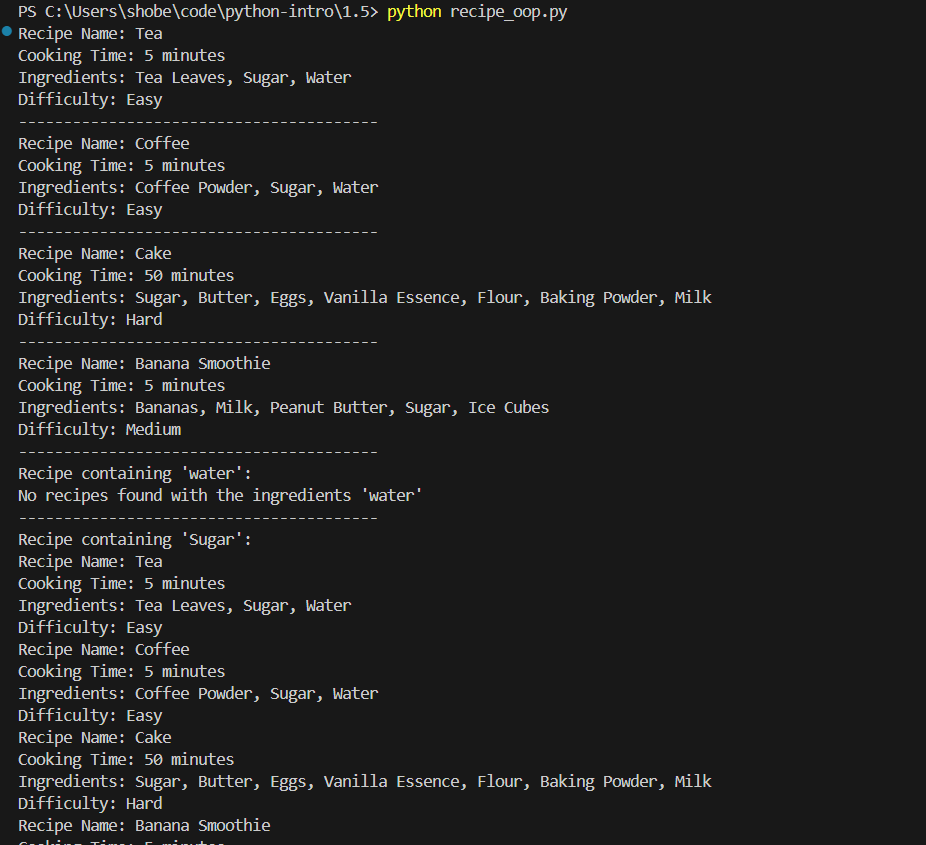 PS C:\Users\shobe\code\python-intro\1.5> python recipe_oop.py
Recipe Name: Tea
Cooking Time: 5 minutes
Ingredients: Tea Leaves, Sugar, Water
Difficulty: Easy
----------------------------------------
Recipe Name: Coffee
Cooking Time: 5 minutes
Ingredients: Coffee Powder, Sugar, Water
Difficulty: Easy
----------------------------------------
Recipe Name: Cake
Cooking Time: 50 minutes
Ingredients: Sugar, Butter, Eggs, Vanilla Essence, Flour, Baking Powder, Milk
Difficulty: Hard
----------------------------------------
Recipe Name: Banana Smoothie
Cooking Time: 5 minutes
Ingredients: Bananas, Milk, Peanut Butter, Sugar, Ice Cubes
Difficulty: Medium
----------------------------------------
Recipe containing 'water':
No recipes found with the ingredients 'water'
----------------------------------------
Recipe containing 'Sugar':
Recipe Name: Tea
Cooking Time: 5 minutes
Ingredients: Tea Leaves, Sugar, Water
Difficulty: Easy
Recipe Name: Coffee
Cooking Time: 5 minutes
Ingredients: Coffee Powder, Sugar, Water
Difficulty: Easy
Recipe Name: Cake
Cooking Time: 50 minutes
Ingredients: Sugar, Butter, Eggs, Vanilla Essence, Flour, Baking Powder, Milk
Difficulty: Hard
Recipe Name: Banana Smoothie
Cooking Time: 5 minutes